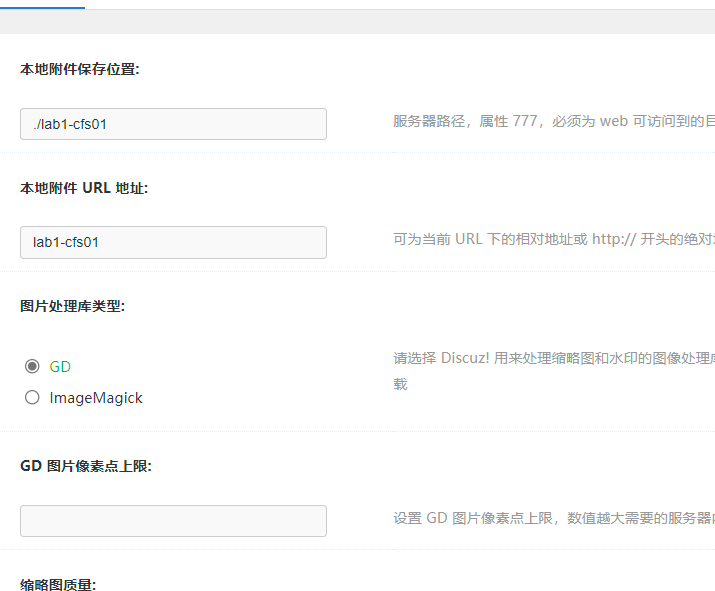 本地附件保存位置:
./lab1-cfs01
服务器路径，属性 777，必须为 web 可访问到的目
本地附件 URL 地址:
lab1-cfs01
可为当前 URL 下的相对地址或 http:// 开头的绝对
图片处理库类型:
GD
ImageMagick
请选择 Discuz! 用来处理缩略图和水印的图像处理
载
GD 图片像素点上限:
设置 GD 图片像素点上限，数值越大需要的服务器
缩略图质量: